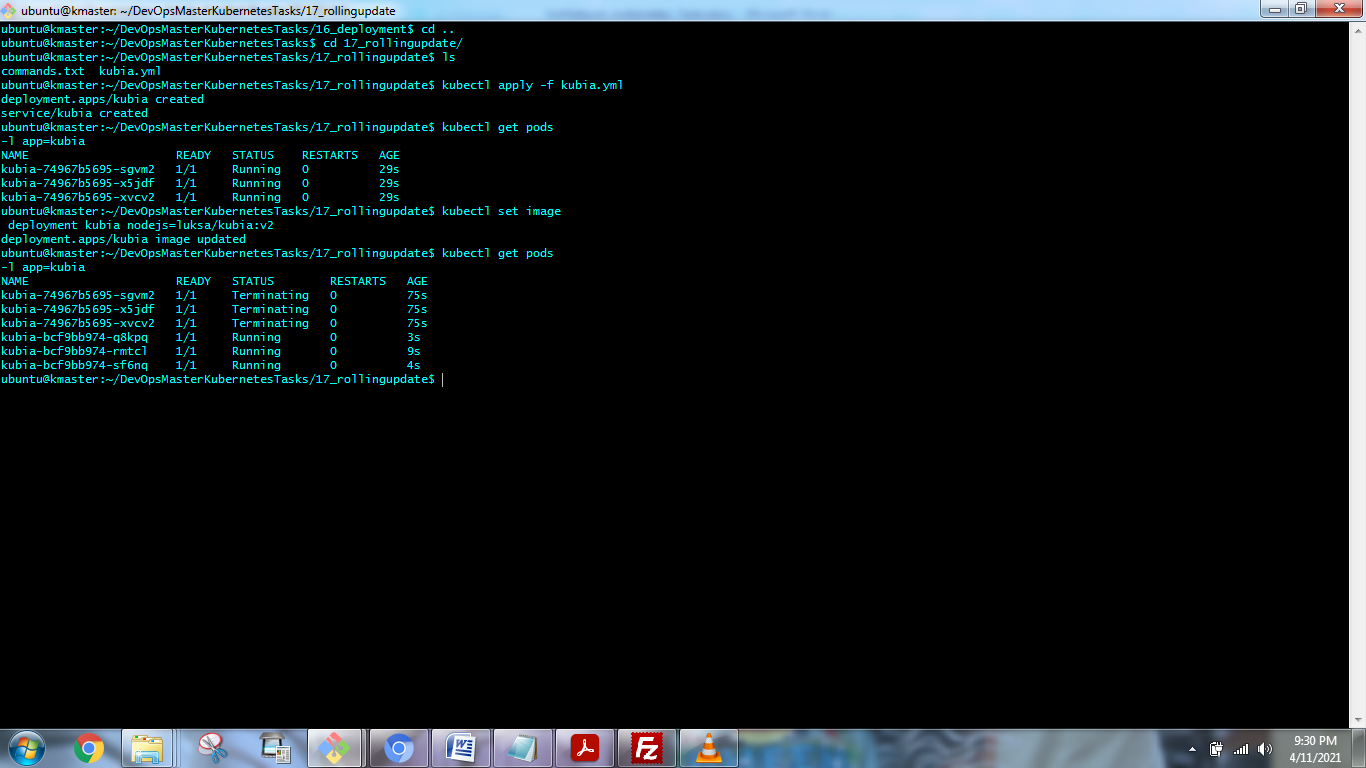 ubuntu@kmaster: ~/DevOpsMasterKubernetesTasks/17_rollingupdate
ubuntu@kmaster:~/DevOpsMasterKubernetesTasks/16_deployment$ cd ..
ubuntu@kmaster:~/DevOpsMasterKubernetesTasks$ cd 17_rollingupdate/
ubuntu@kmaster:~/DevOpsMasterKubernetesTasks/17_rollingupdate$ ls
commands.txt  kubia.yml
ubuntu@kmaster:~/DevOpsMasterKubernetesTasks/17_rollingupdate$ kubectl apply -f kubia.yml
deployment.apps/kubia created
service/kubia created
ubuntu@kmaster:~/DevOpsMasterKubernetesTasks/17_rollingupdate$ kubectl get pods
-l app=kubia
NAME                     READY   STATUS    RESTARTS   AGE
kubia-74967b5695-sgvm2   1/1     Running   0          29s
kubia-74967b5695-x5jdf   1/1     Running   0          29s
kubia-74967b5695-xvcv2   1/1     Running   0          29s
ubuntu@kmaster:~/DevOpsMasterKubernetesTasks/17_rollingupdate$ kubectl set image
 deployment kubia nodejs=luksa/kubia:v2
deployment.apps/kubia image updated
ubuntu@kmaster:~/DevOpsMasterKubernetesTasks/17_rollingupdate$ kubectl get pods
-l app=kubia
NAME                     READY   STATUS        RESTARTS   AGE
kubia-74967b5695-sgvm2   1/1     Terminating   0          75s
kubia-74967b5695-x5jdf   1/1     Terminating   0          75s
kubia-74967b5695-xvcv2   1/1     Terminating   0          75s
kubia-bcf9bb974-q8kpq    1/1     Running       0          3s
kubia-bcf9bb974-rmtcl    1/1     Running       0          9s
kubia-bcf9bb974-sf6nq    1/1     Running       0          4s
ubuntu@kmaster:~/DevOpsMasterKubernetesTasks/17_rollingupdate$
9:30 PM
4/11/2021